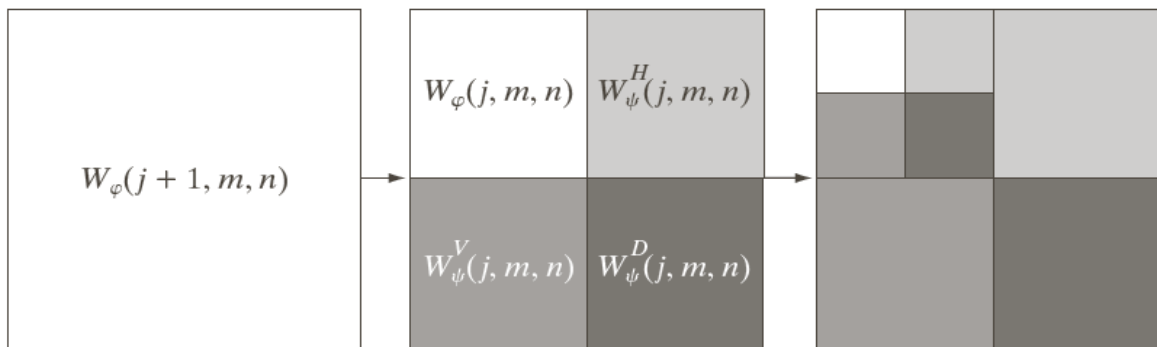 W_φ(j + 1, m, n)
W_φ(j, m, n)
W_ψ^H(j, m, n)
W_ψ^V(j, m, n)
W_ψ^D(j, m, n)